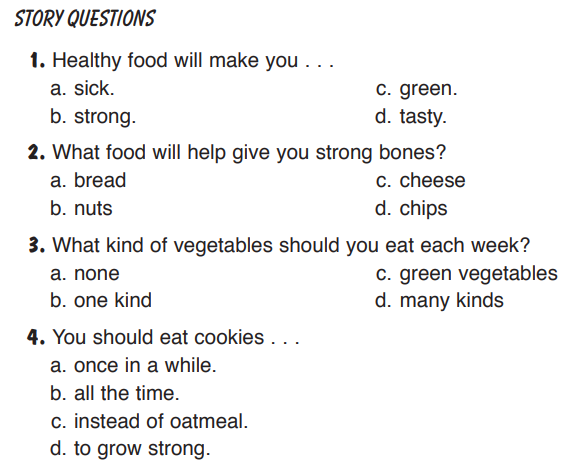 STORY QUESTIONS
1. Healthy food will make you . . .
a. sick. c. green.
b. strong. d. tasty.
2. What food will help give you strong bones?
a. bread c. cheese
b. nuts d. chips
3. What kind of vegetables should you eat each week?
a. none c. green vegetables
b. one kind d. many kinds
4. You should eat cookies . . .
a. once in a while.
b. all the time.
c. instead of oatmeal.
d. to grow strong.